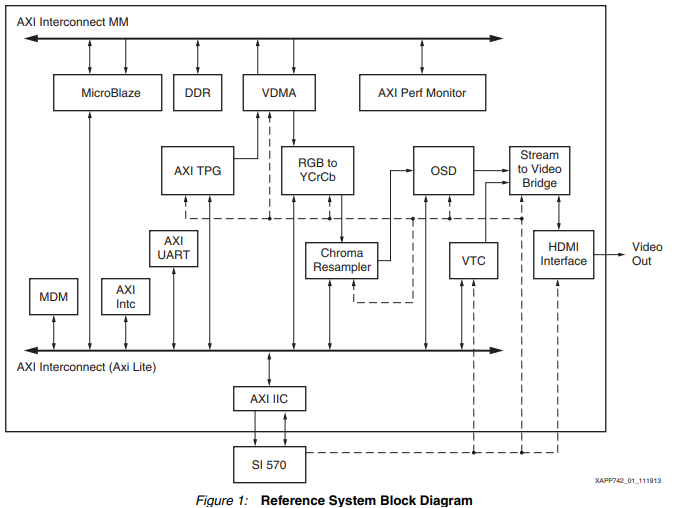 AXI Interconnect MM
MicroBlaze
DDR
VDMA
AXI Perf Monitor
AXI TPG
RGB to
YCrCb
OSD
Stream
to Video
Bridge
AXI
UART
Chroma
Resampler
VTC
HDMI
Interface
Video
Out
MDM
AXI
Intc
AXI Interconnect (Axi Lite)
AXI IIC
SI 570
XAPP742_01_111913
Figure 1: Reference System Block Diagram